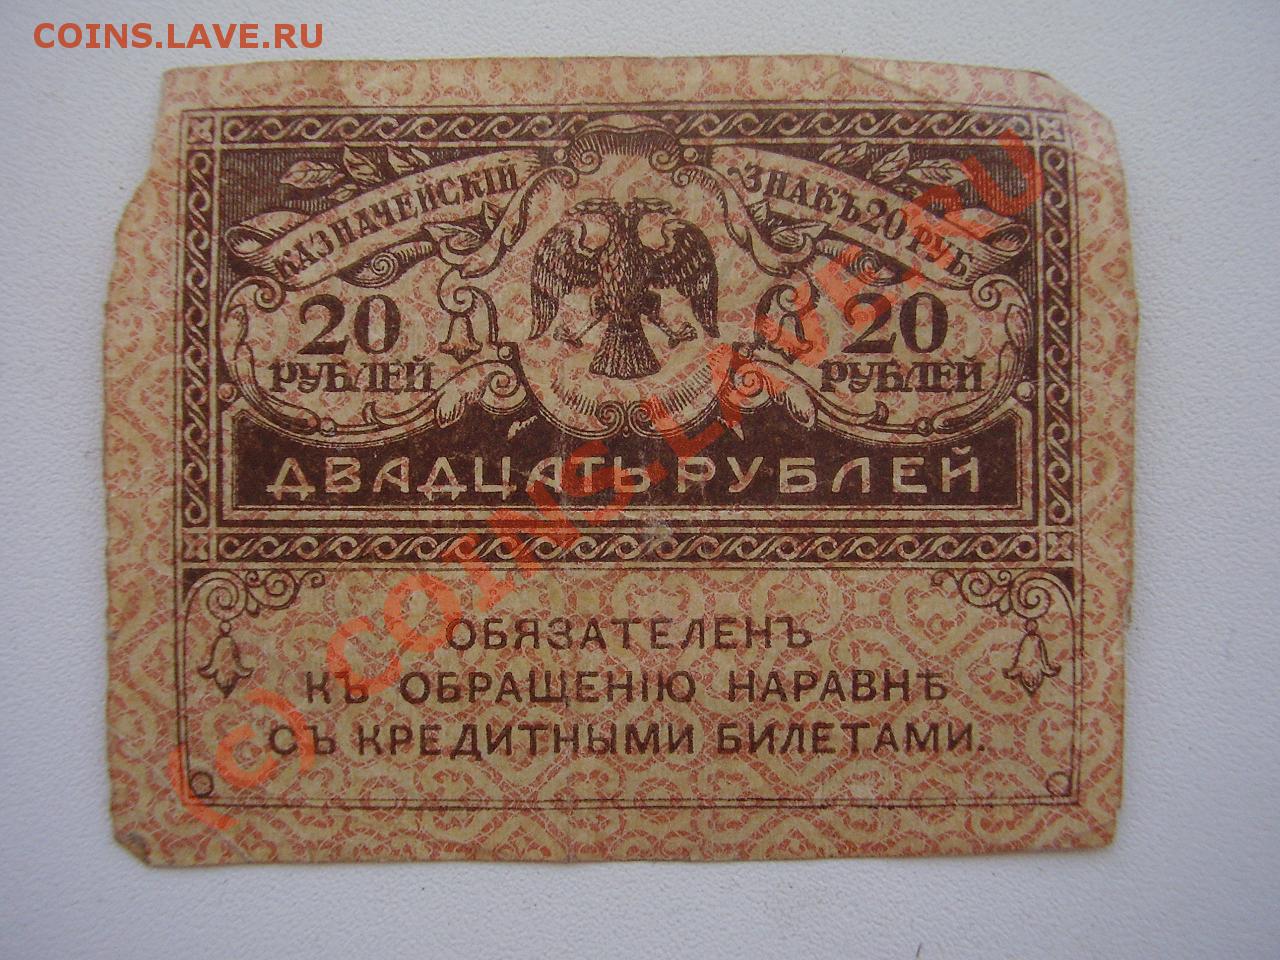 COINS.LAVE.RU
КАЗНАЧЕЙСКІЙ
ЗНАКЪ 20 РУБ
20
РУБЛЕЙ
20
РУБЛЕЙ
ДВАДЦАТЬ РУБЛЕЙ
ОБЯЗАТЕЛЕНЪ
КЪ ОБРАЩЕНІЮ НАРАВНѢ
СЪ КРЕДИТНЫМИ БИЛЕТАМИ.
(c) COINS.LAVE.RU